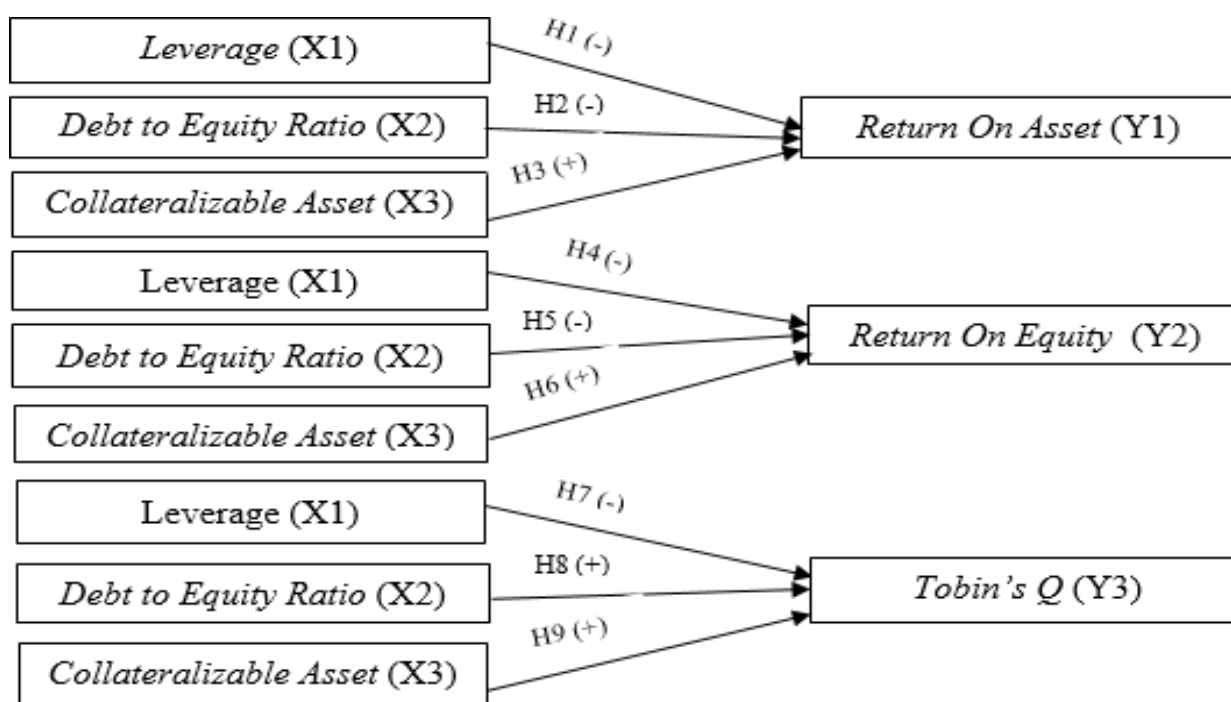 Leverage (X1)
H1 (-)
Debt to Equity Ratio (X2)
H2 (-)
Return On Asset (Y1)
H3 (+)
Collateralizable Asset (X3)
Leverage (X1)
H4 (-)
H5 (-)
Debt to Equity Ratio (X2)
Return On Equity (Y2)
H6 (+)
Collateralizable Asset (X3)
Leverage (X1)
H7 (-)
H8 (+)
Debt to Equity Ratio (X2)
Tobin's Q (Y3)
H9 (+)
Collateralizable Asset (X3)